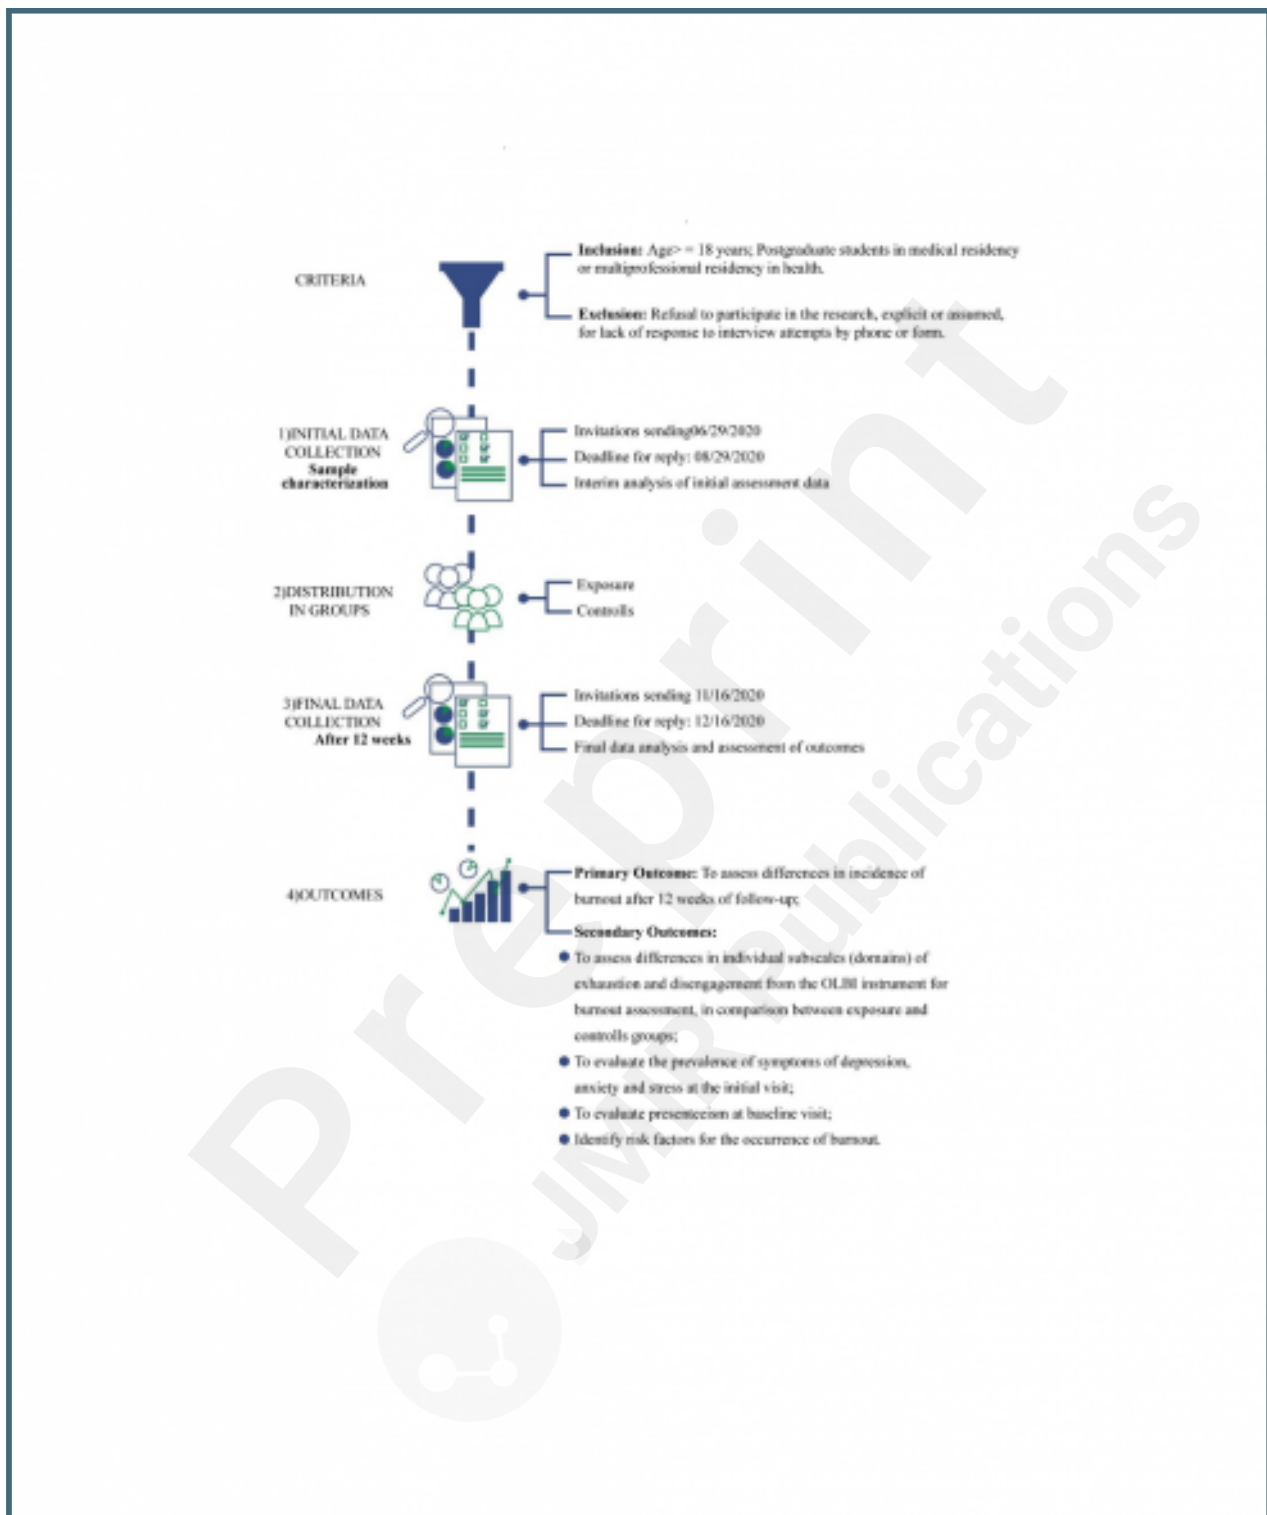 CRITERIA
Inclusion: Age> = 18 years; Postgraduate students in medical residency
or multiprofessional residency in health.
Exclusion: Refusal to participate in the research, explicit or assumed,
for lack of response to interview attempts by phone or form.
1)INITIAL DATA
COLLECTION
Sample
characterization
Invitations sending06/29/2020
Deadline for reply: 08/29/2020
Interim analysis of initial assessment data
2)DISTRIBUTION
IN GROUPS
Exposure
Controlls
3)FINAL DATA
COLLECTION
After 12 weeks
Invitations sending 11/16/2020
Deadline for reply: 12/16/2020
Final data analysis and assessment of outcomes
4)OUTCOMES
Primary Outcome: To assess differences in incidence of
burnout after 12 weeks of follow-up;
Secondary Outcomes:
To assess differences in individual subscales (domains) of
exhaustion and disengagement from the OLBI instrument for
burnout assessment, in comparison between exposure and
controlls groups;
To evaluate the prevalence of symptoms of depression,
anxiety and stress at the initial visit;
To evaluate presenteeism at baseline visit;
Identify risk factors for the occurrence of burnout.
Preprint
JMIR Publications